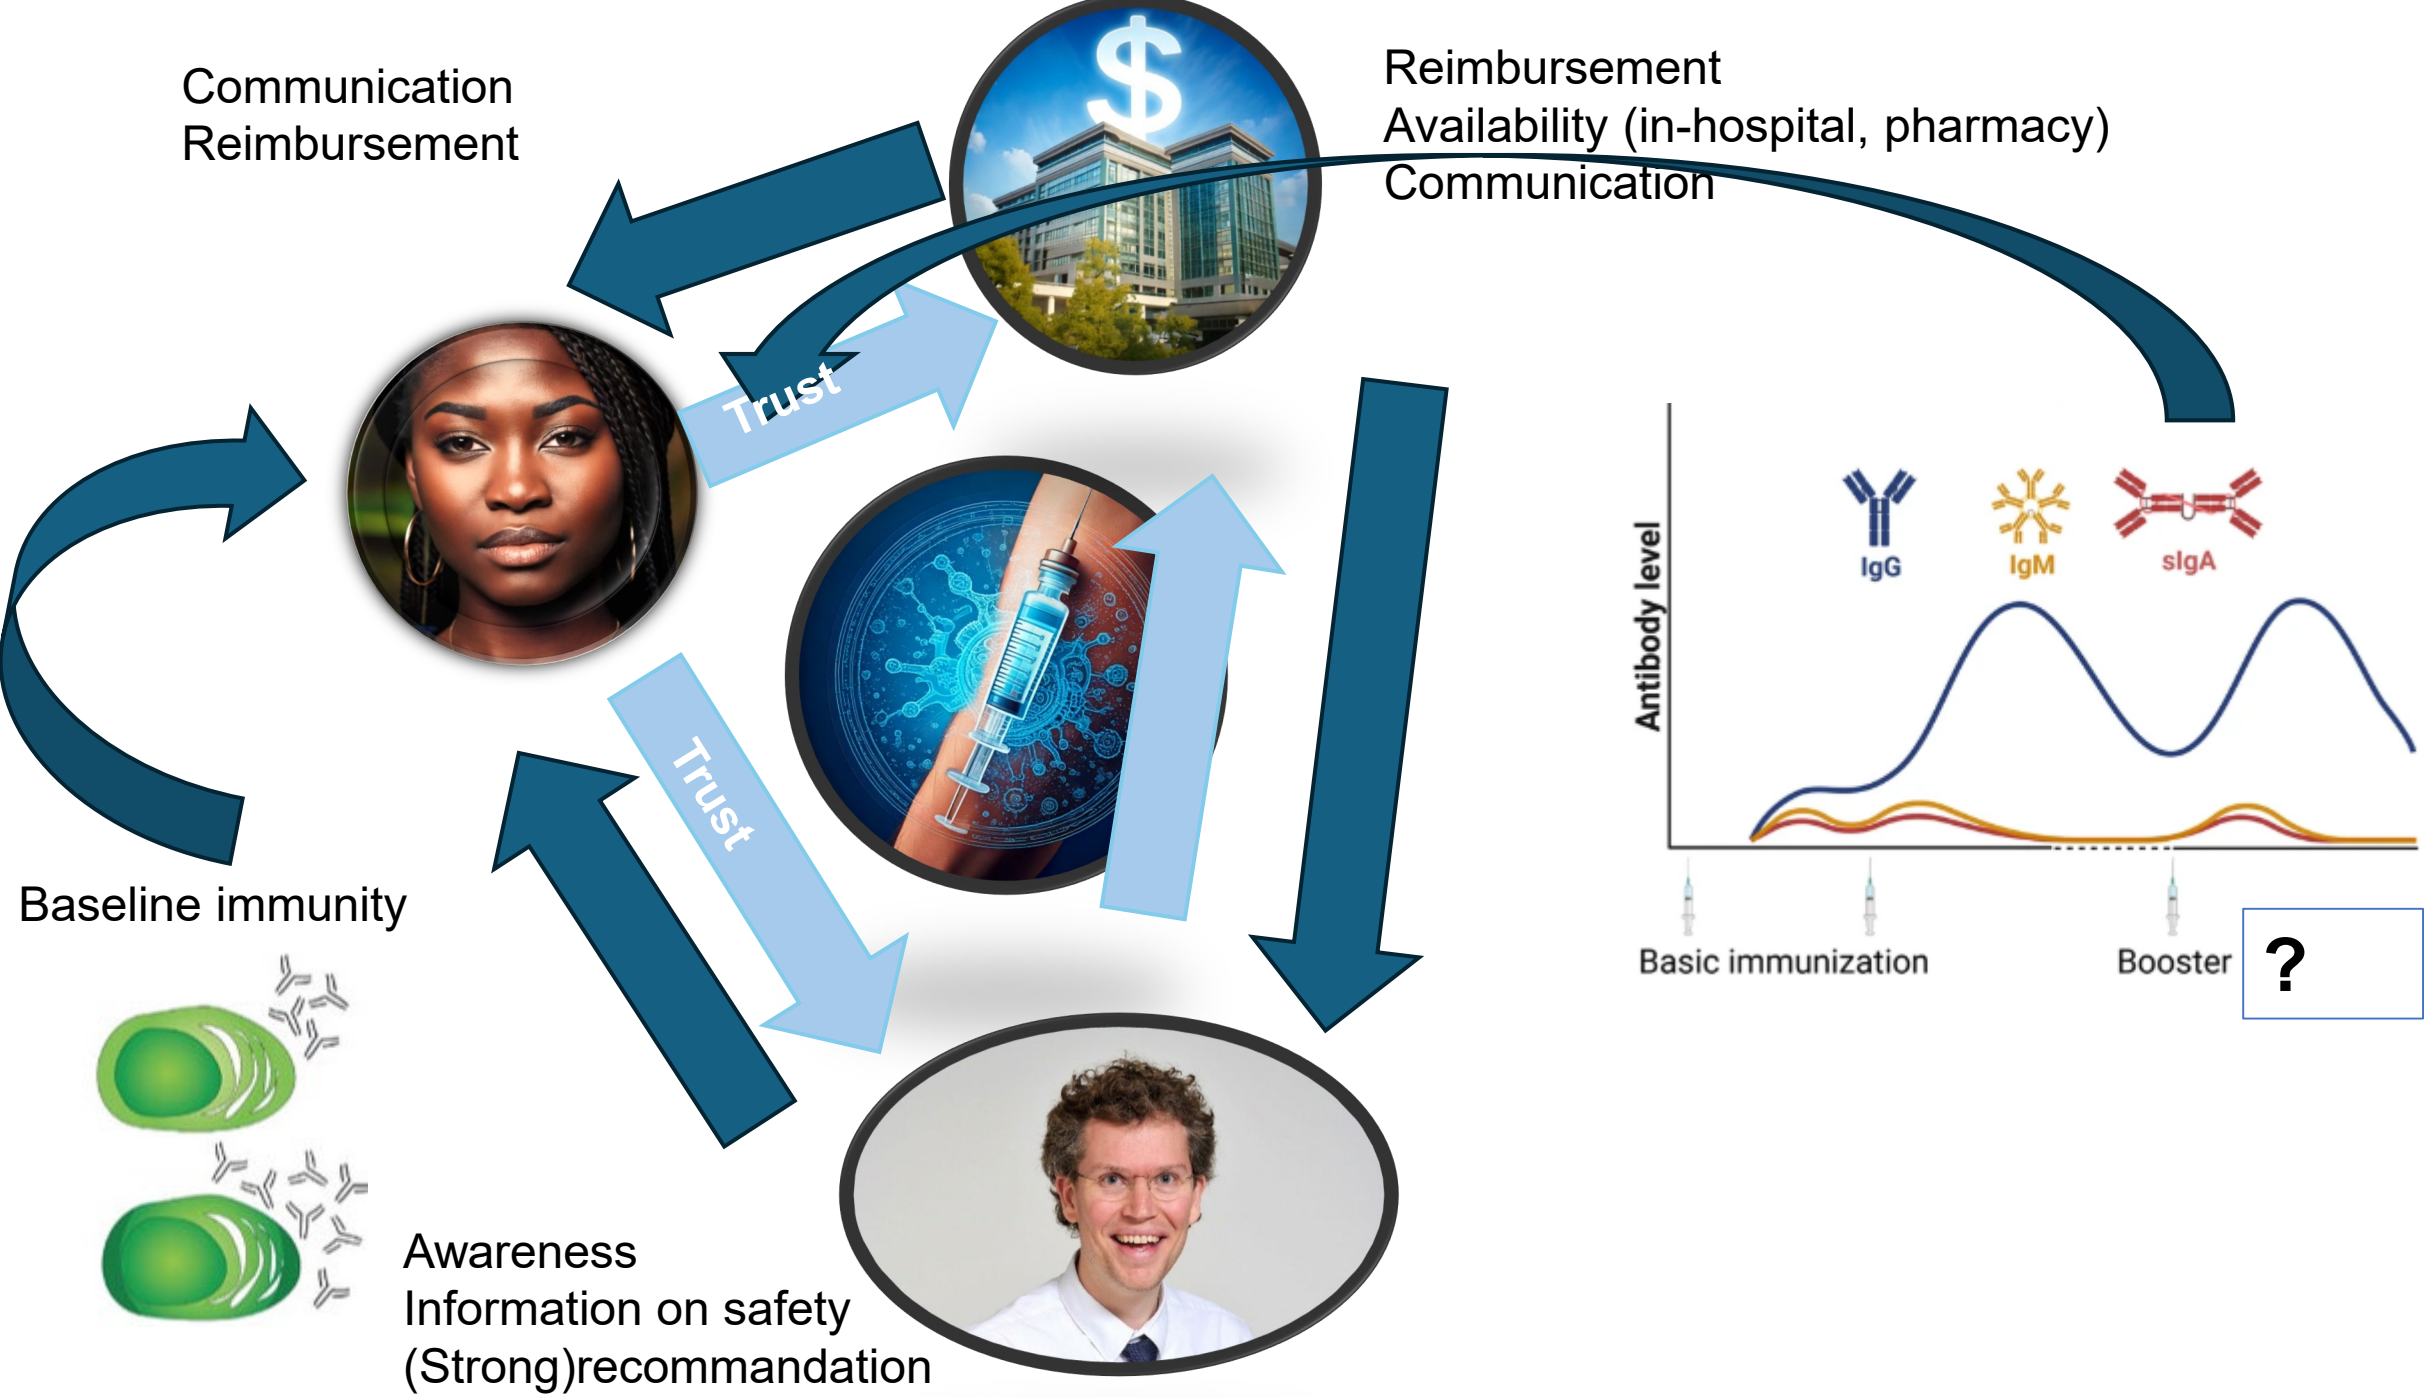 Communication
Reimbursement
$
Reimbursement
Availability (in-hospital, pharmacy)
Communication
Trust
Trust
Antibody level
IgG
IgM
sIgA
Basic immunization
Booster
?
Baseline immunity
Awareness
Information on safety
(Strong)recommandation